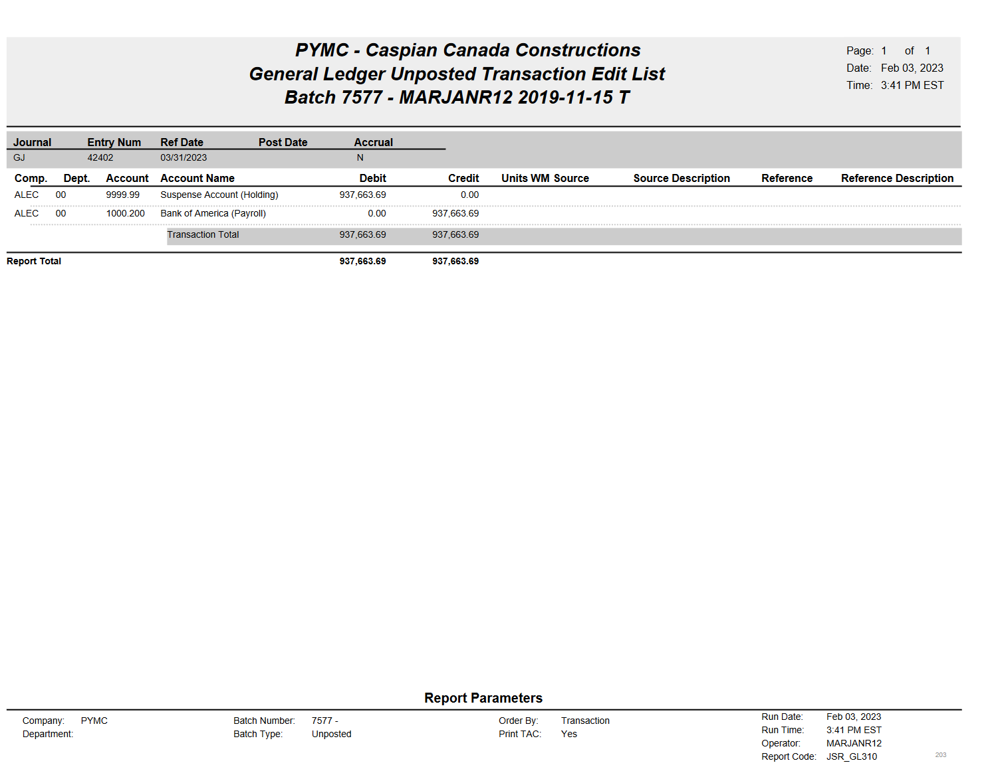 PYMC - Caspian Canada Constructions
General Ledger Unposted Transaction Edit List
Batch 7577 - MARJANR12 2019-11-15 T
Page: 1 of 1
Date: Feb 03, 2023
Time: 3:41 PM EST
Journal Entry Num Ref Date Post Date Accrual
GJ 42402 03/31/2023 N
Comp. Dept. Account Account Name Debit Credit Units WM Source Source Description Reference Reference Description
ALEC 00 9999.99 Suspense Account (Holding) 937,663.69 0.00
ALEC 00 1000.200 Bank of America (Payroll) 0.00 937,663.69
Transaction Total 937,663.69 937,663.69
Report Total 937,663.69 937,663.69
Report Parameters
Company: PYMC Batch Number: 7577 - Order By: Transaction Run Date: Feb 03, 2023
Department: Batch Type: Unposted Print TAC: Yes Run Time: 3:41 PM EST
Operator: MARJANR12
Report Code: JSR_GL310 203